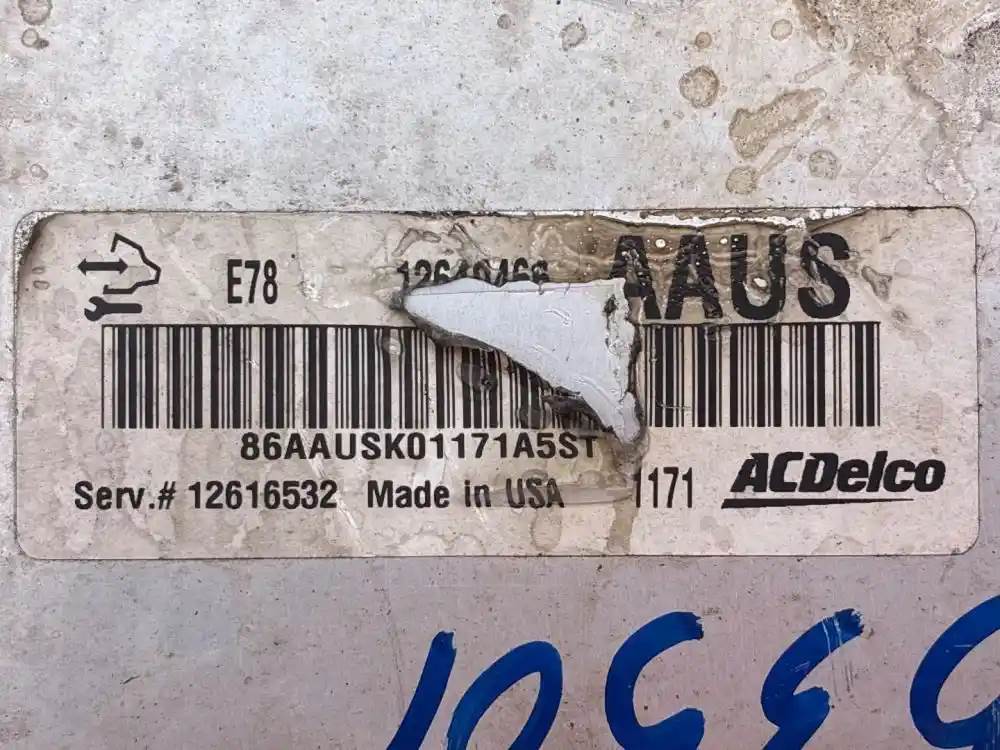 E78 AAUS
86AAUSK01171A5ST
Serv.# 12616532 Made in USA 1171 ACDelco